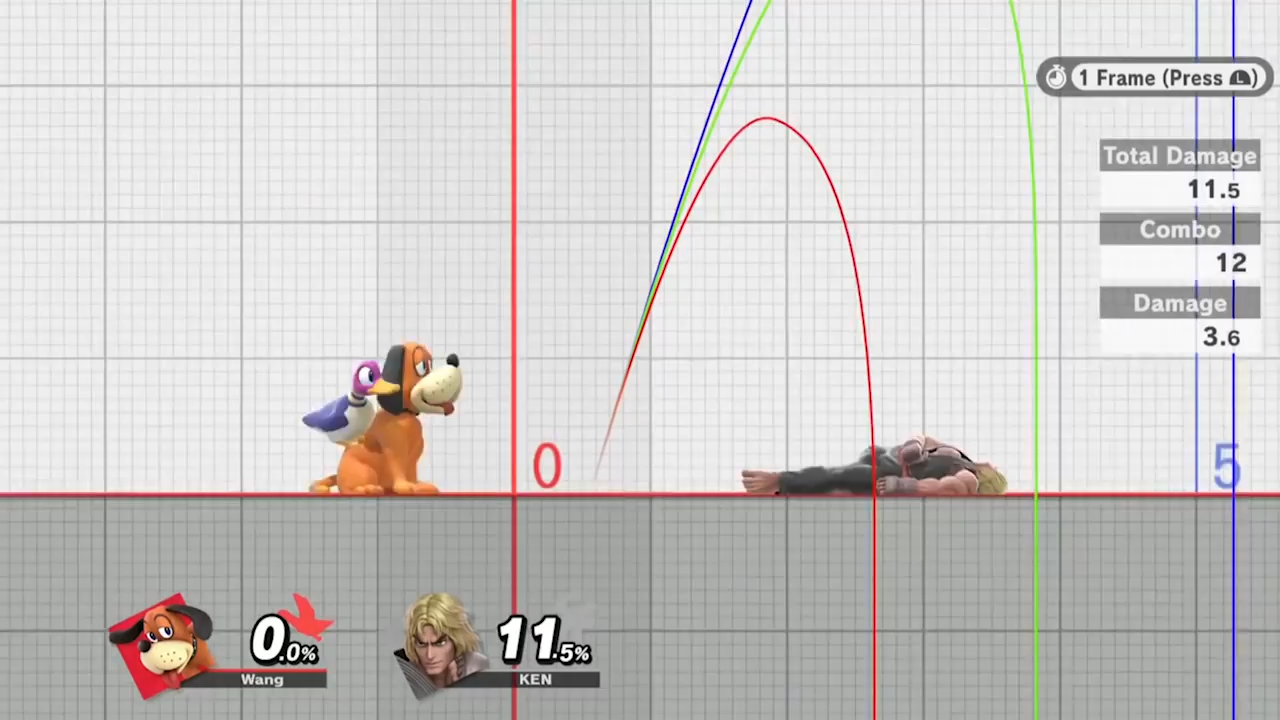 1 Frame (Press L)
Total Damage
11.5
Combo
12
Damage
3.6
0
5
0.0%
Wang
11.5%
KEN